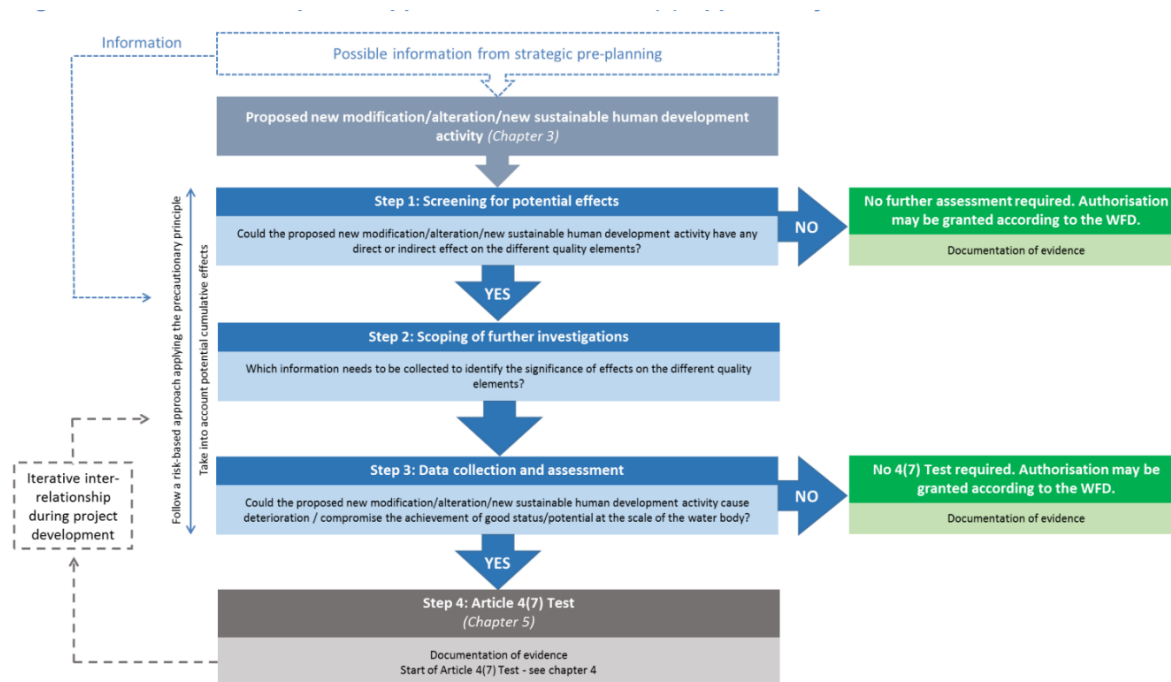 Information
Possible information from strategic pre-planning
Proposed new modification/alteration/new sustainable human development
activity (Chapter 3)
Step 1: Screening for potential effects
Could the proposed new modification/alteration/new sustainable human development activity have any
direct or indirect effect on the different quality elements?
NO
No further assessment required. Authorisation
may be granted according to the WFD.
Documentation of evidence
YES
Step 2: Scoping of further investigations
Which information needs to be collected to identify the significance of effects on the different quality
elements?
Follow a risk-based approach applying the precautionary principle
Take into account potential cumulative effects
Step 3: Data collection and assessment
Could the proposed new modification/alteration/new sustainable human development activity cause
deterioration / compromise the achievement of good status/potential at the scale of the water body?
NO
No 4(7) Test required. Authorisation may be
granted according to the WFD.
Documentation of evidence
Iterative inter-
relationship
during project
development
YES
Step 4: Article 4(7) Test
(Chapter 5)
Documentation of evidence
Start of Article 4(7) Test - see chapter 4